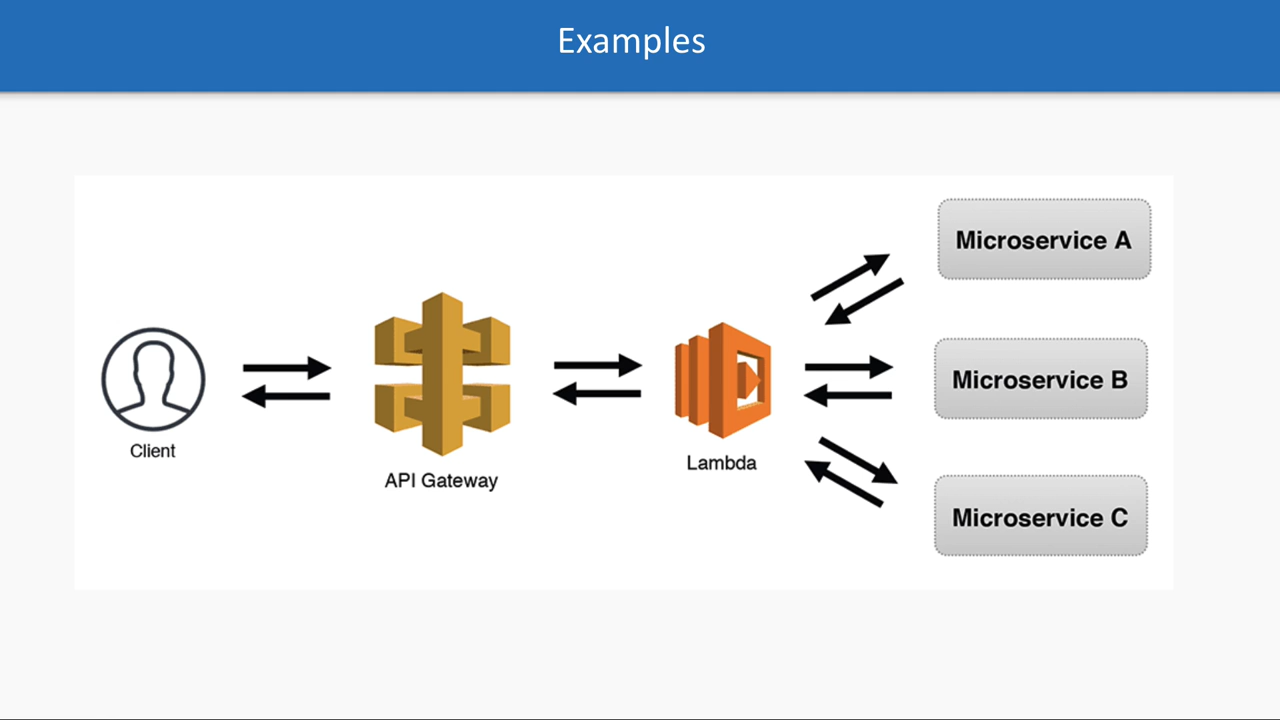 Examples
Microservice A
Client
API Gateway
Lambda
Microservice B
Microservice C